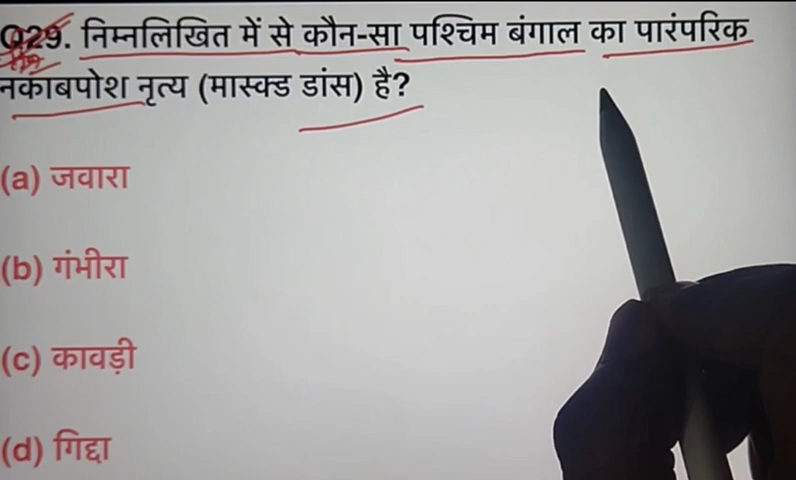 Q29. निम्नलिखित में से कौन-सा पश्चिम बंगाल का पारंपरिक
नकाबपोश नृत्य (मास्क्ड डांस) है?
(a) जवारा
(b) गंभीरा
(c) कावड़ी
(d) गिद्दा